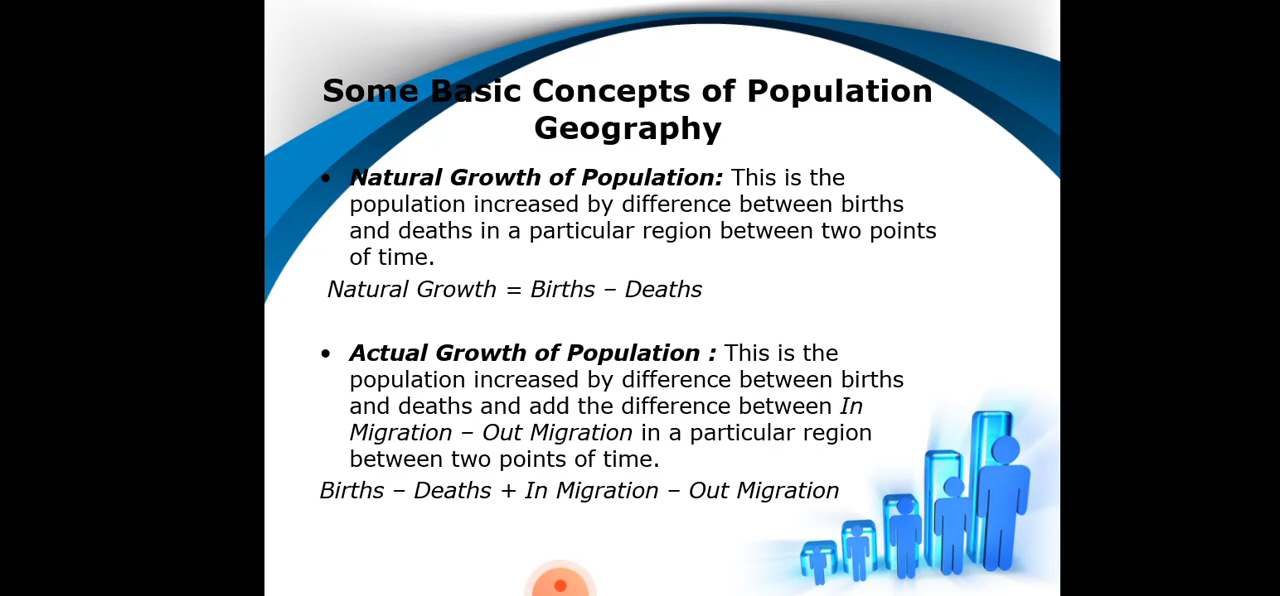 Some Basic Concepts of Population
Geography
• Natural Growth of Population: This is the
population increased by difference between births
and deaths in a particular region between two points
of time.
Natural Growth = Births − Deaths
• Actual Growth of Population : This is the
population increased by difference between births
and deaths and add the difference between In
Migration − Out Migration in a particular region
between two points of time.
Births − Deaths + In Migration − Out Migration